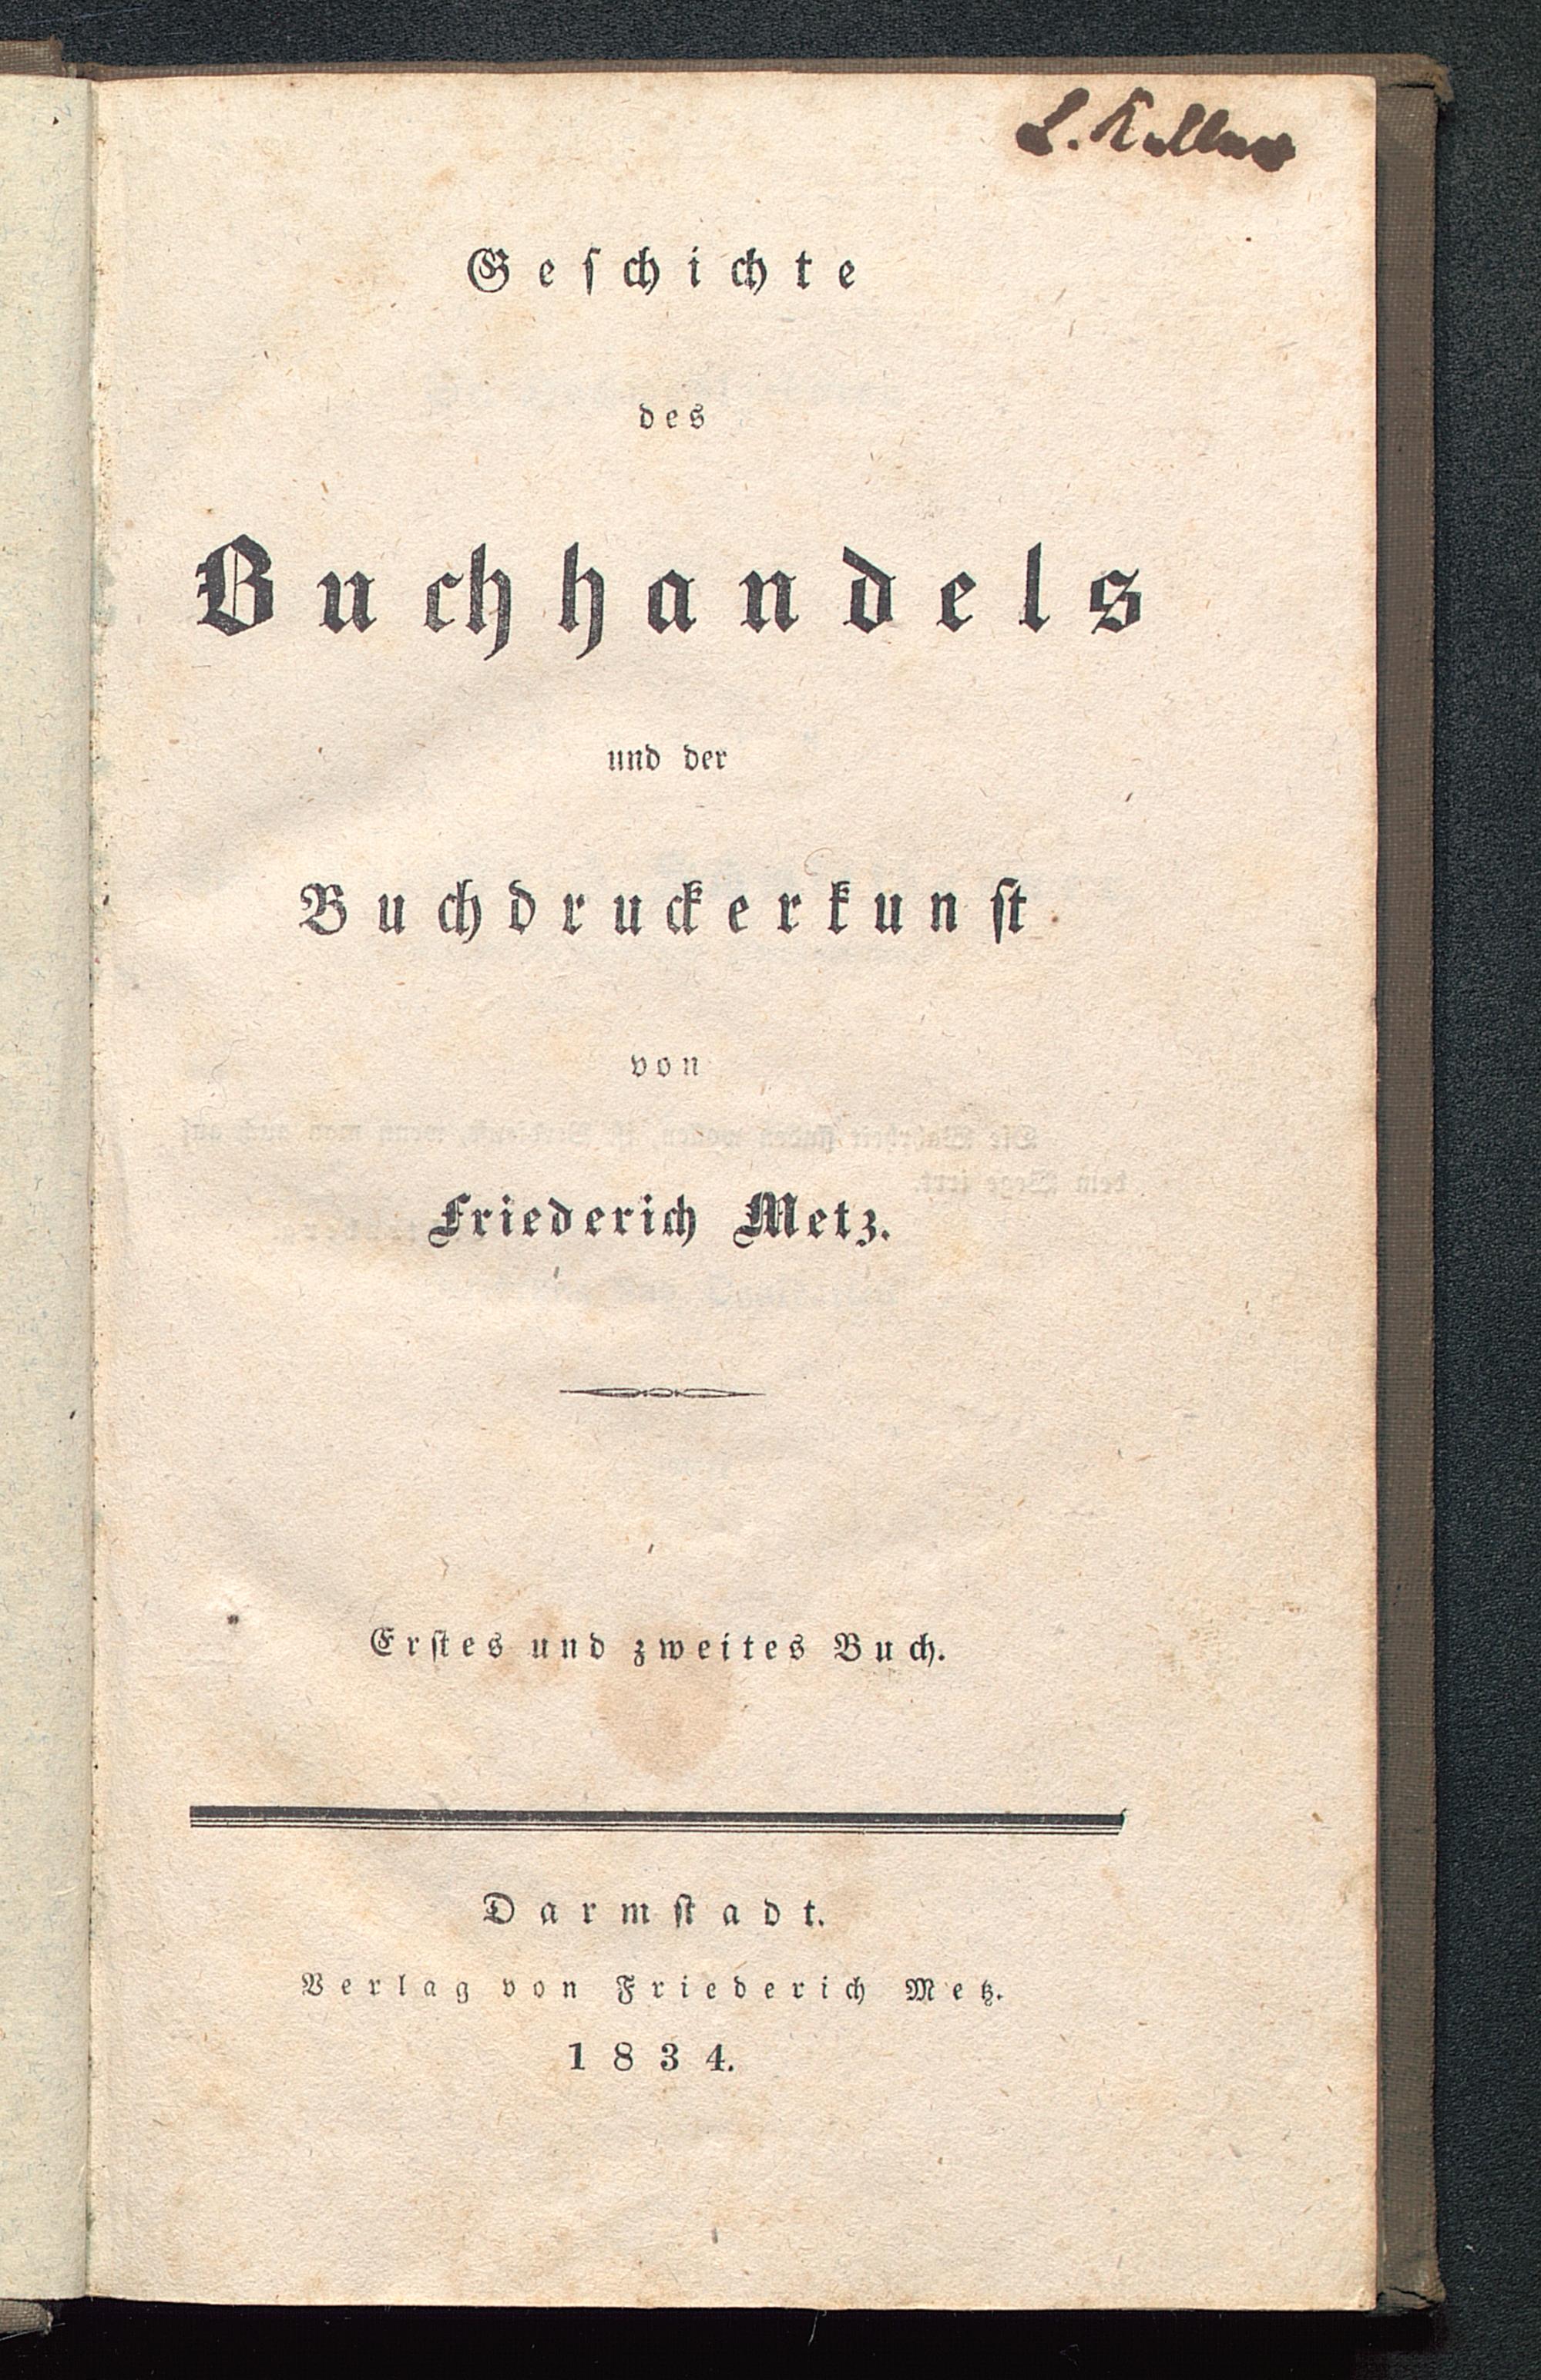 Geſchichte
des
Buchhandels
und der
Buchdruckerkunſt
von
Friederich Metz.
Erſtes und zweites Buch.
Darmſtadt.
Verlag von Friederich Metz.
1834.